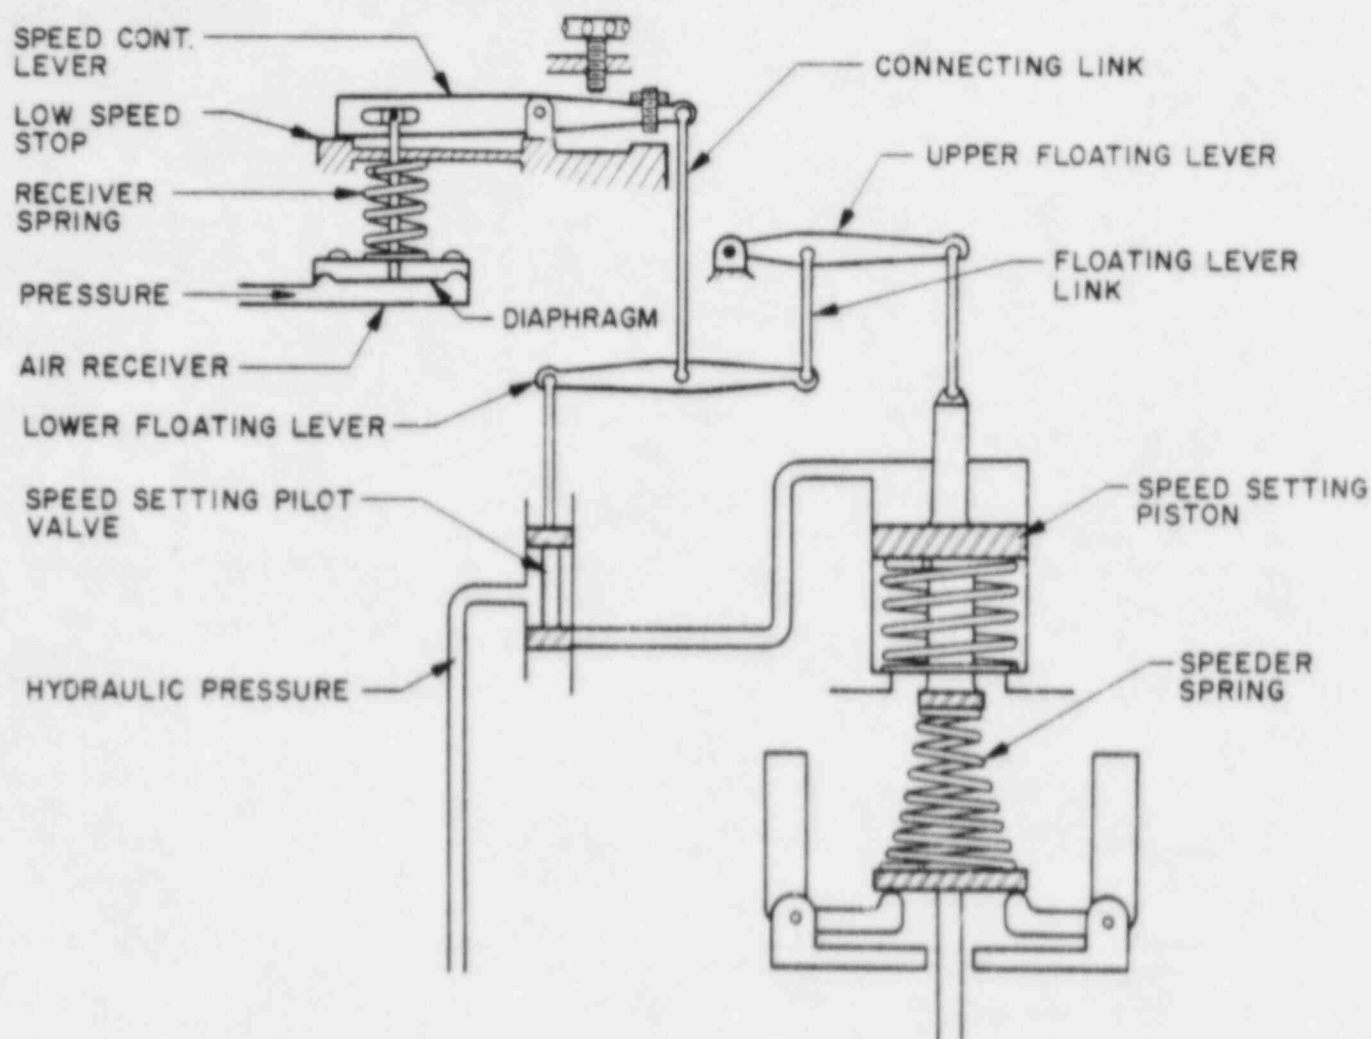 SPEED CONT.
LEVER
LOW SPEED
STOP
RECEIVER
SPRING
PRESSURE
AIR RECEIVER
DIAPHRAGM
LOWER FLOATING LEVER
SPEED SETTING PILOT
VALVE
HYDRAULIC PRESSURE
CONNECTING LINK
UPPER FLOATING LEVER
FLOATING LEVER
LINK
SPEED SETTING
PISTON
SPEEDER
SPRING